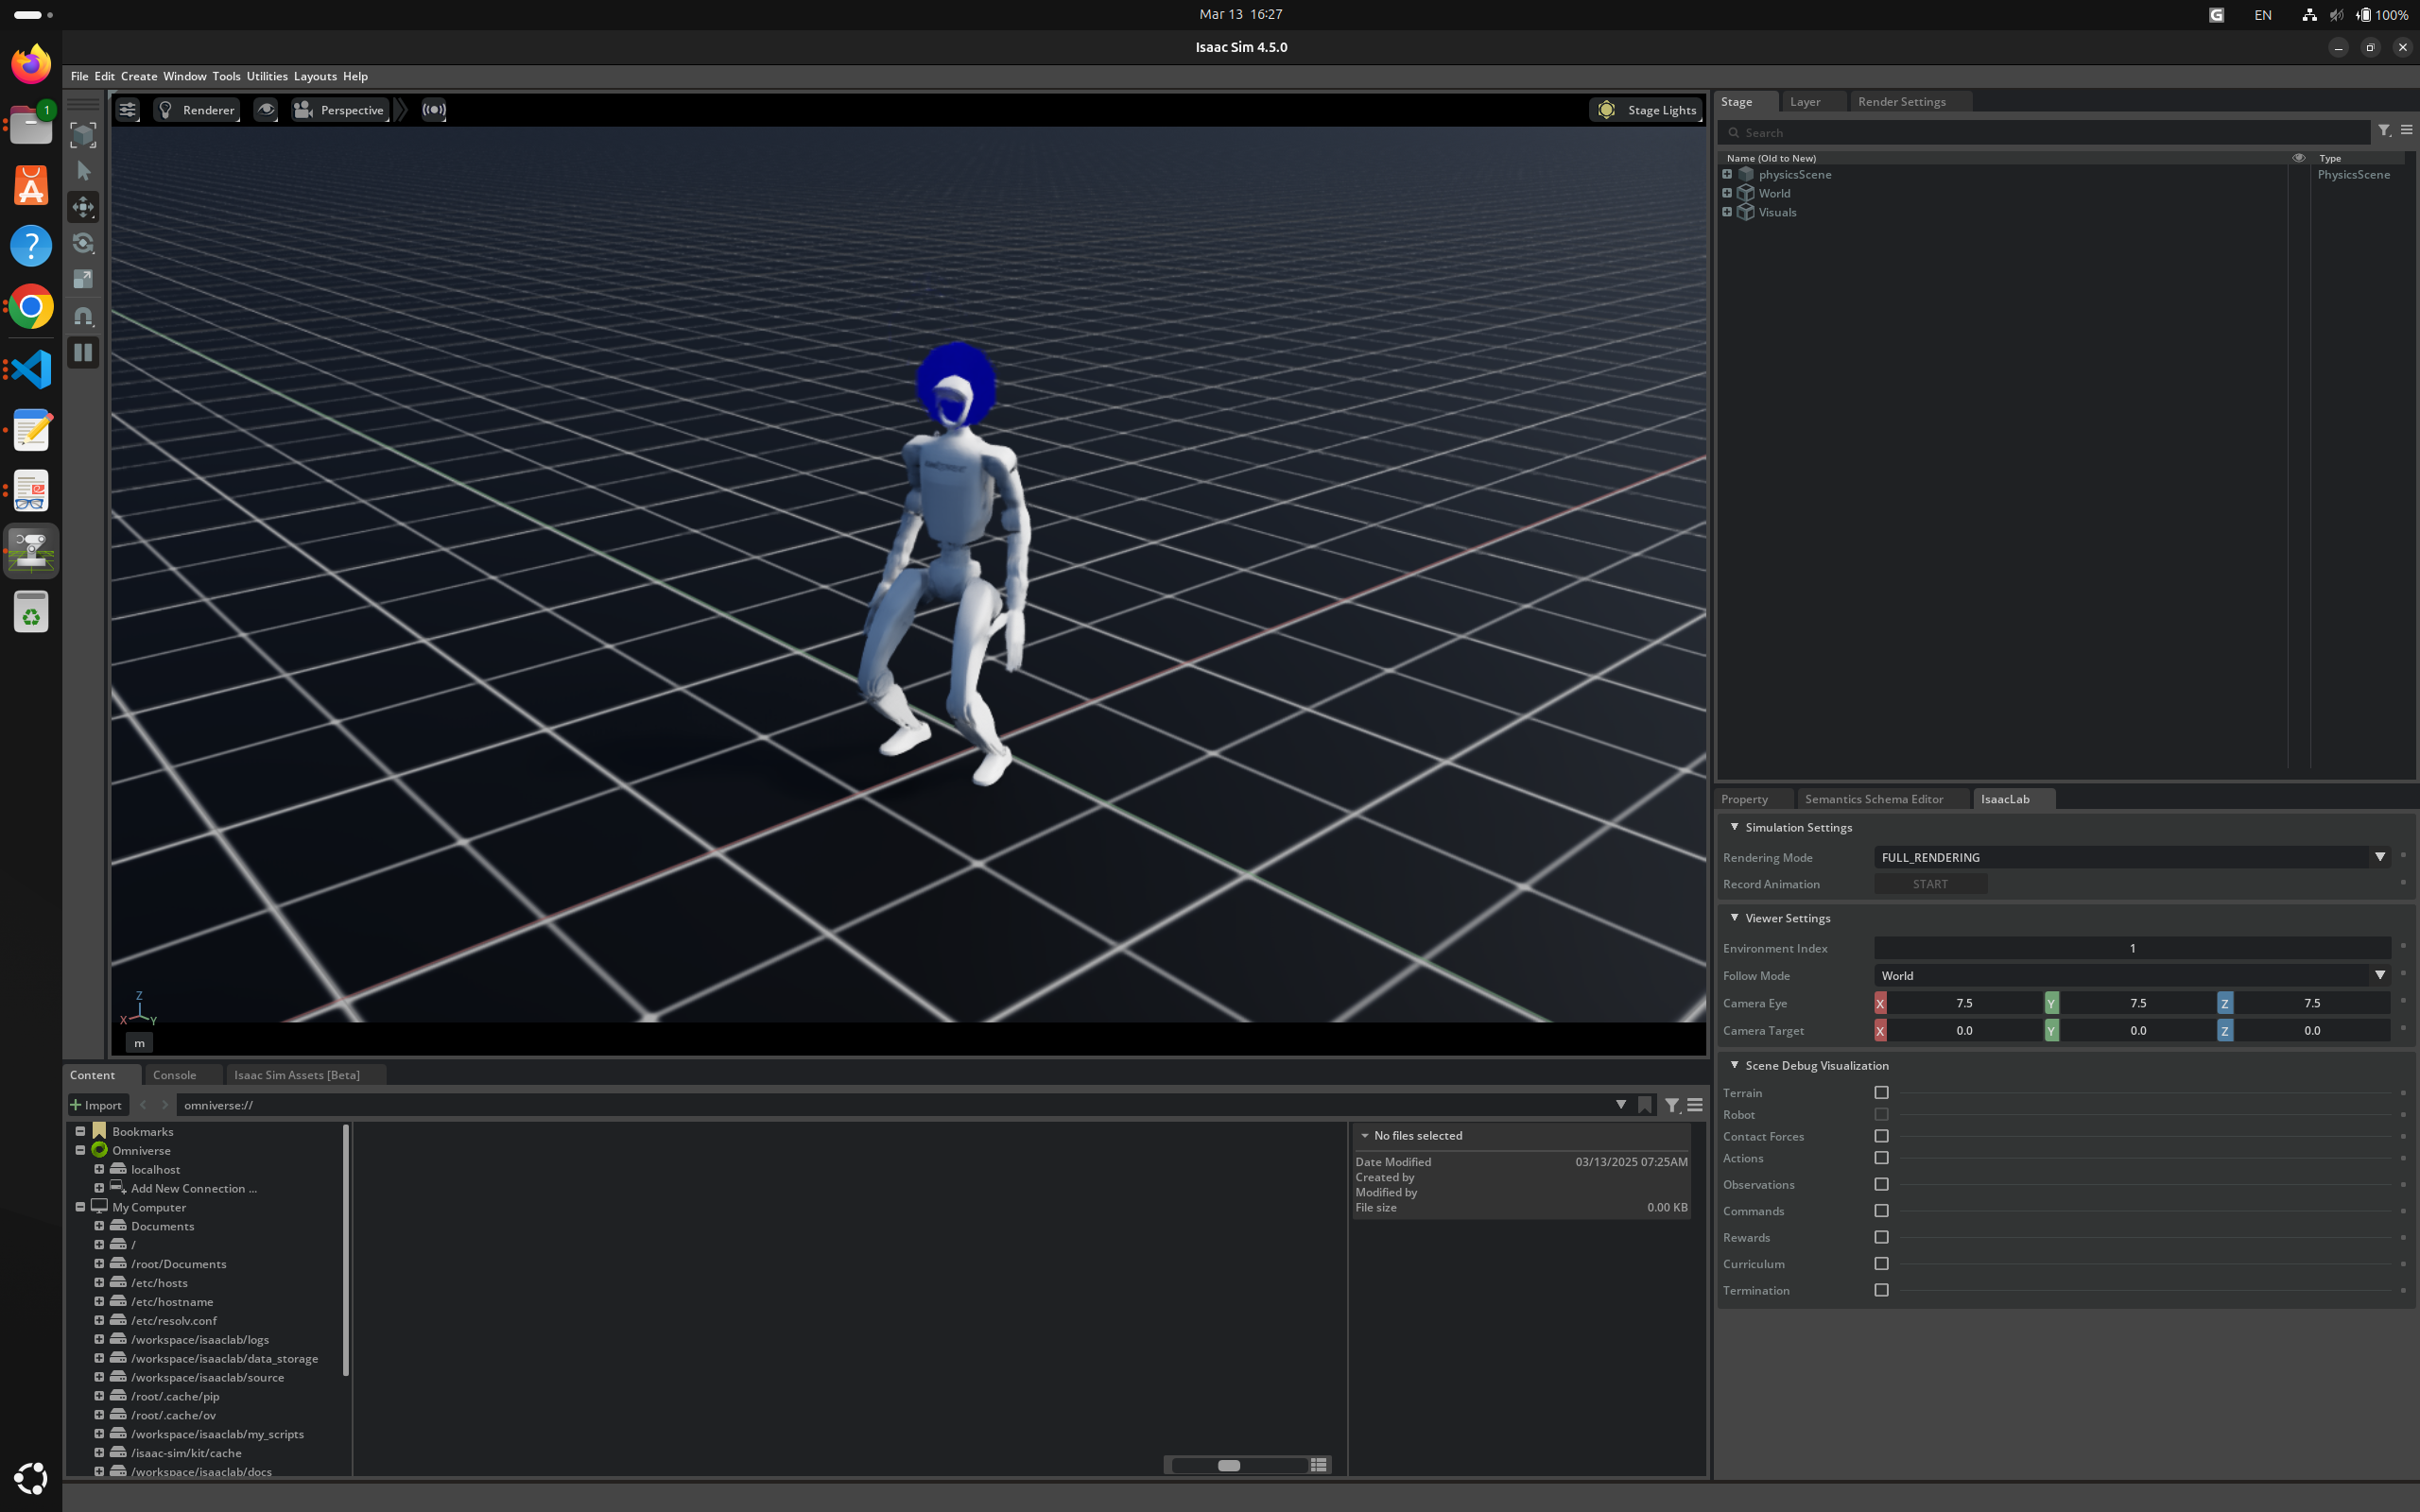 Mar 13 16:27
EN
100%
Isaac Sim 4.5.0
File Edit Create Window Tools Utilities Layouts Help
1
Renderer
Perspective
Stage Lights
Z
X
Y
m
Stage
Layer
Render Settings
Search
Name (Old to New)
Type
physicsScene
PhysicsScene
World
Visuals
Property
Semantics Schema Editor
IsaacLab
Simulation Settings
Rendering Mode
FULL_RENDERING
Record Animation
START
Viewer Settings
Environment Index
1
Follow Mode
World
Camera Eye
X 7.5 Y 7.5 Z 7.5
Camera Target
X 0.0 Y 0.0 Z 0.0
Scene Debug Visualization
Terrain
Robot
Contact Forces
Actions
Observations
Commands
Rewards
Curriculum
Termination
Content
Console
Isaac Sim Assets [Beta]
Import
omniverse://
Bookmarks
Omniverse
localhost
Add New Connection ...
My Computer
Documents
/
/root/Documents
/etc/hosts
/etc/hostname
/etc/resolv.conf
/workspace/isaaclab/logs
/workspace/isaaclab/data_storage
/workspace/isaaclab/source
/root/.cache/pip
/root/.cache/ov
/workspace/isaaclab/my_scripts
/isaac-sim/kit/cache
/workspace/isaaclab/docs
No files selected
Date Modified 03/13/2025 07:25AM
Created by
Modified by
File size 0.00 KB